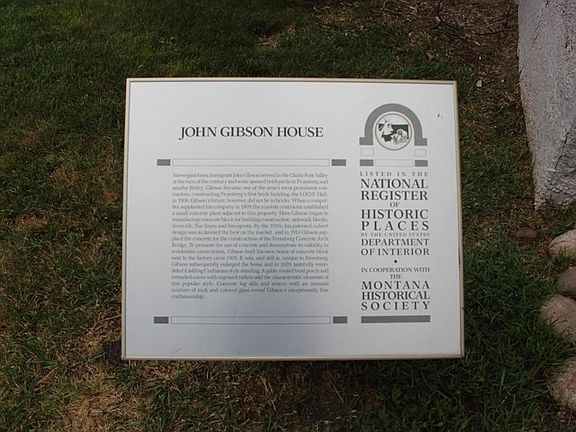 JOHN GIBSON HOUSE
Norwegian-born immigrant John Gibson arrived in the Clarks Fork Valley
at the turn of the century and soon opened brick yards in Fromberg and
nearby Belfry. Gibson became one of the area's most prominent con-
tractors, constructing Fromberg's first brick building, the I.O.O.F. Hall,
in 1906. Gibson's future, however, did not lie in bricks. When a compe-
titor supplanted his company in 1909, the resolute contractor established
a small concrete plant adjacent to this property. Here Gibson began to
manufacture concrete block for building construction, sidewalk blocks,
drain tile, flue liners and fenceposts. By the 1910s, his patented culvert
design was acclaimed the best on the market, and in 1914 Gibson sup-
plied the concrete for the construction of the Fromberg Concrete Arch
Bridge. To promote the use of concrete and demonstrate its viability in
residential construction, Gibson built his own home of concrete block
next to the factory circa 1909. It was, and still is, unique to Fromberg.
Gibson subsequently enlarged the house and in 1929, tastefully remo-
deled it adding Craftsman style detailing. A gable-roofed front porch and
extended eaves with exposed rafters add the characteristic elements of
this popular style. Concrete lug sills and stucco with an unusual
mixture of rock and colored glass reveal Gibson's exceptionally fine
craftsmanship.
LISTED IN THE
NATIONAL
REGISTER
OF
HISTORIC
PLACES
BY THE UNITED STATES
DEPARTMENT
OF INTERIOR
•
IN COOPERATION WITH
THE
MONTANA
HISTORICAL
SOCIETY